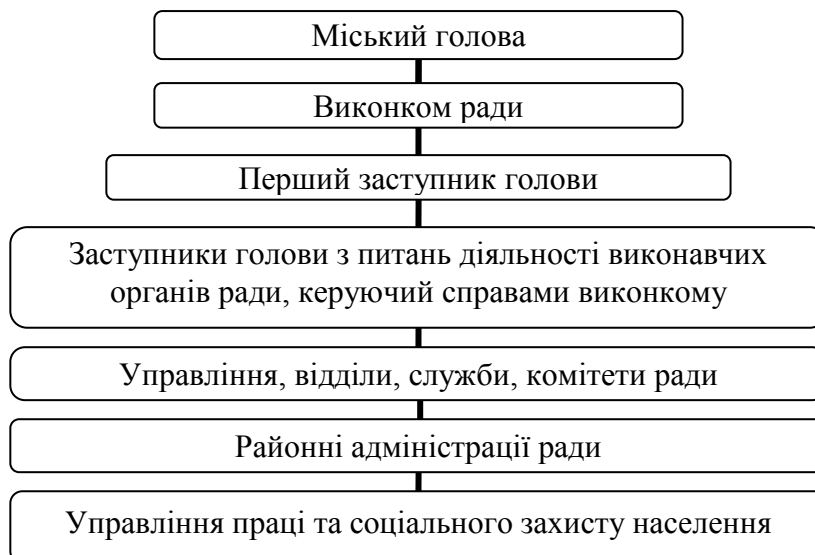 Міський голова
Виконком ради
Перший заступник голови
Заступники голови з питань діяльності виконавчих
органів ради, керуючий справами виконкому
Управління, відділи, служби, комітети ради
Районні адміністрації ради
Управління праці та соціального захисту населення